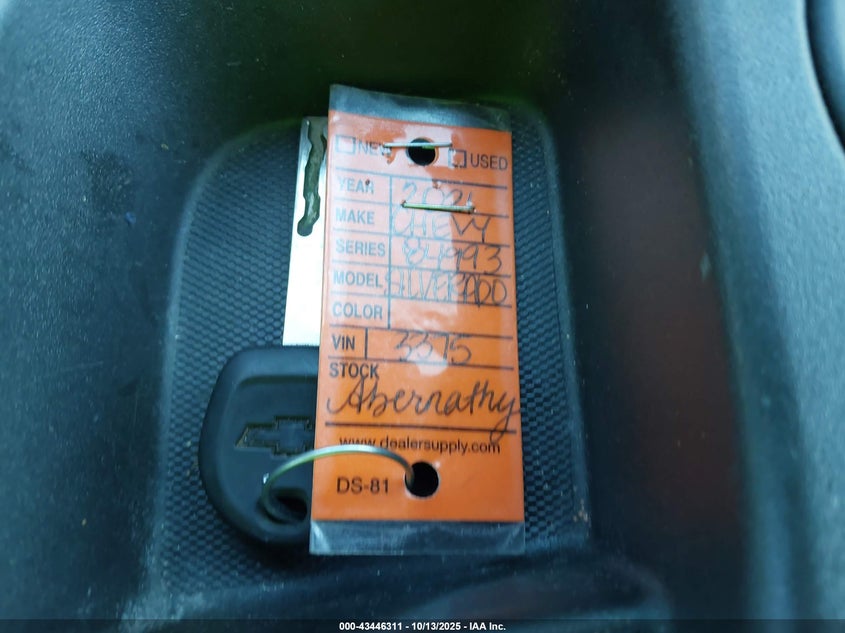 NEW USED
YEAR 2021
MAKE CHEVY
SERIES 84993
MODEL SILVERADO
COLOR
VIN 3375
STOCK
Abernathy
www.dealersupply.com
DS-81
000-43446311 - 10/13/2025 - IAA Inc.